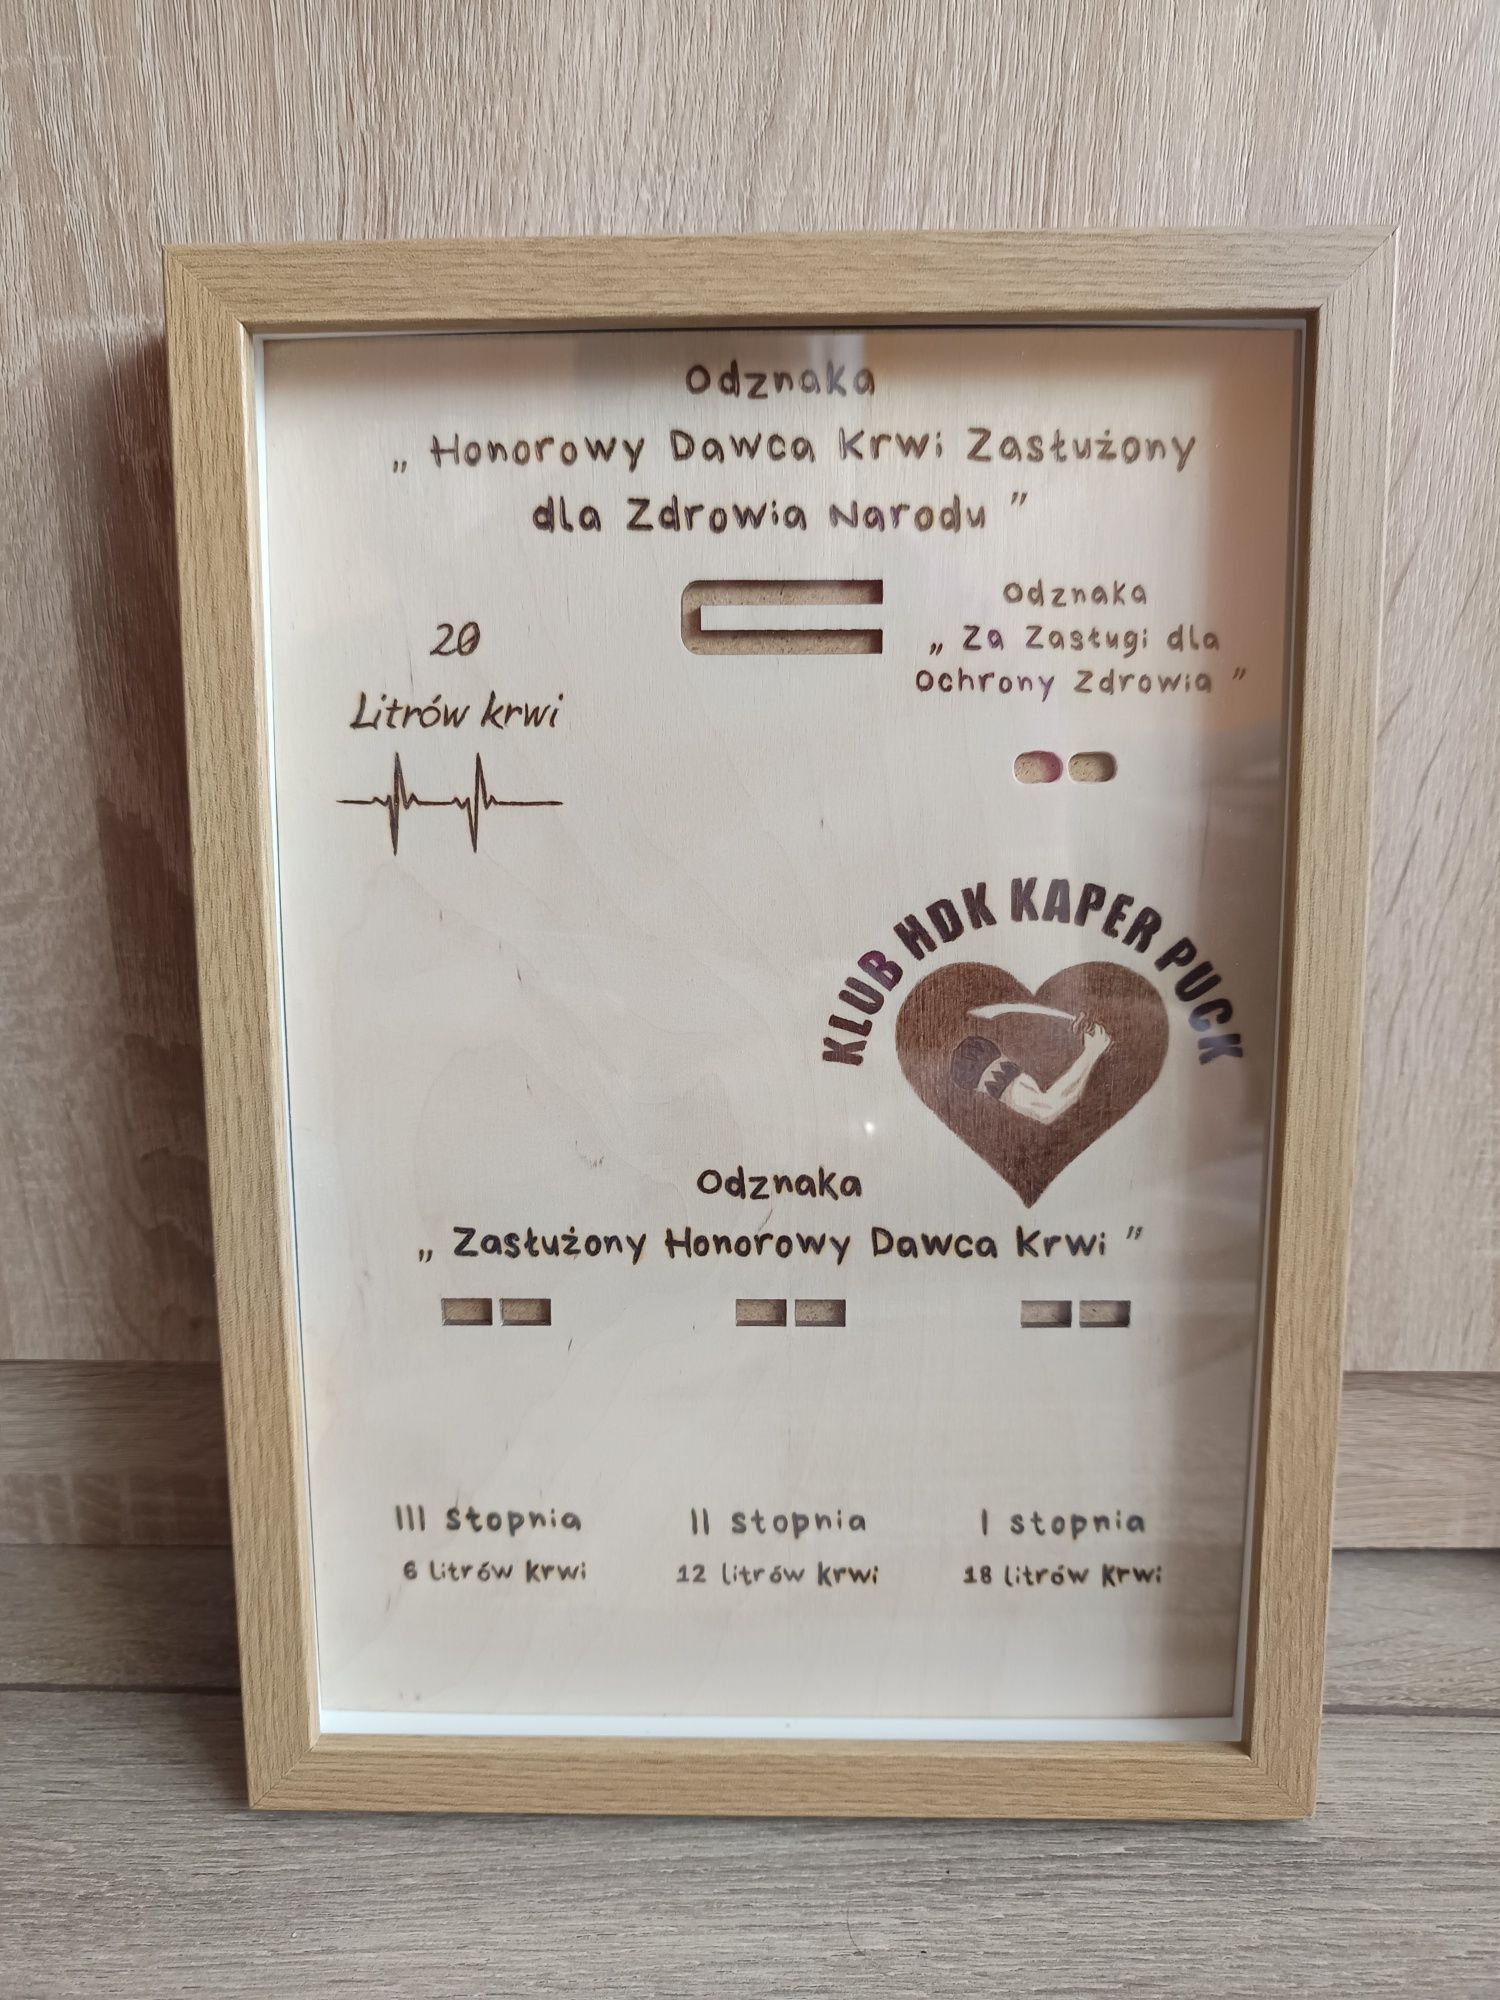 Odznaka
„ Honorowy Dawca Krwi Zasłużony
dla Zdrowia Narodu ”
20
Litrów krwi
Odznaka
„ Za Zasługi dla
Ochrony Zdrowia ”
KLUB HDK KAPER PUCK
Odznaka
„ Zasłużony Honorowy Dawca Krwi ”
III stopnia
6 litrów krwi
II stopnia
12 litrów krwi
I stopnia
18 litrów krwi